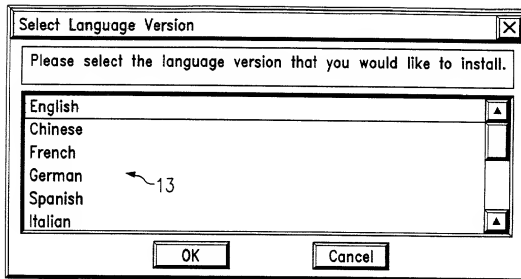 Select Language Version
Please select the language version that you would like to install.
English
Chinese
French
German
Spanish
Italian
13
OK
Cancel